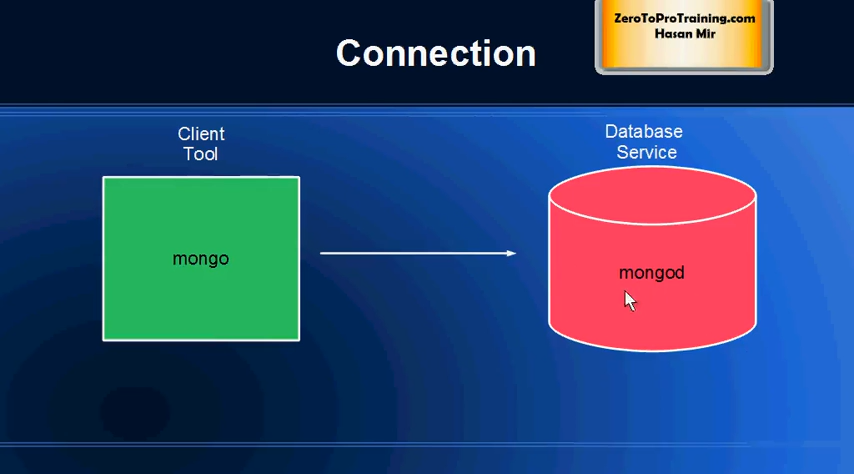 ZeroToProTraining.com
Hasan Mir
Connection
Client
Tool
Database
Service
mongo
mongod